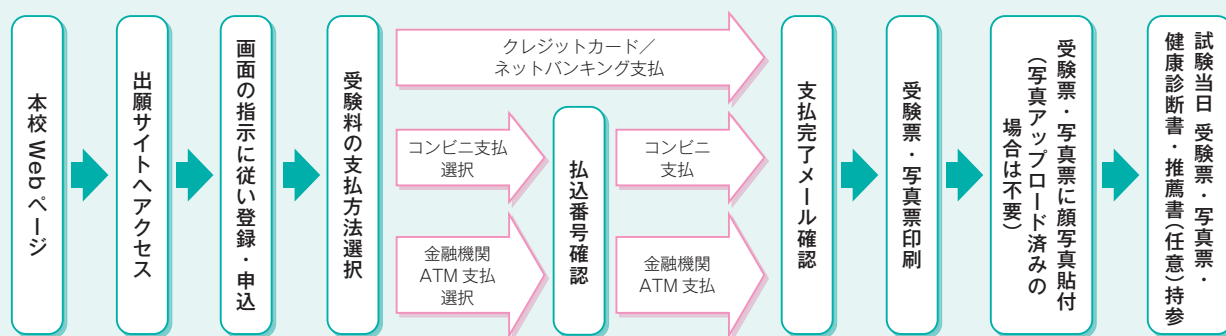 本校 Webページ
出願サイトへアクセス
画面の指示に従い登録・申込
受験料の支払方法選択
クレジットカード／
ネットバンキング支払
コンビニ支払
選択
金融機関
ATM 支払
選択
払込番号確認
コンビニ
支払
金融機関
ATM 支払
支払完了メール確認
受験票・写真票印刷
受験票・写真票に顔写真貼付
（写真アップロード済みの
場合は不要）
試験当日 受験票・写真票・
健康診断書・推薦書（任意）持参